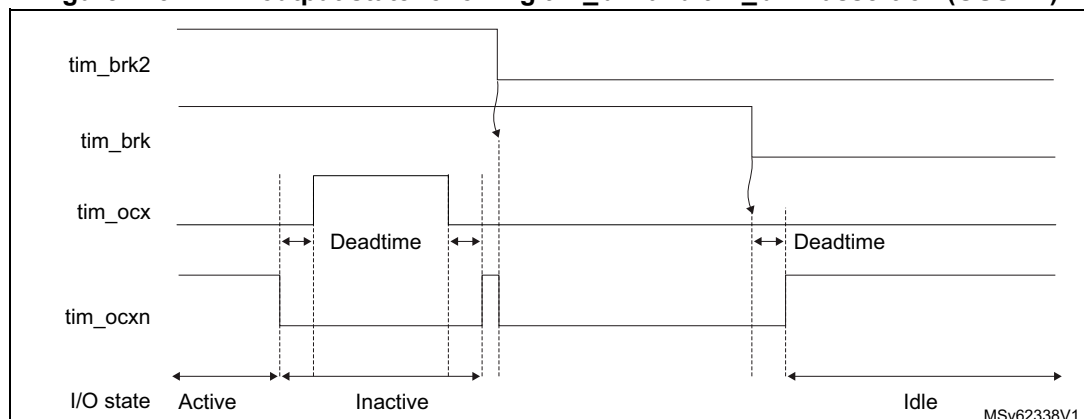 tim_brk2
tim_brk
tim_ocx
Deadtime
Deadtime
tim_ocxn
I/O state Active Inactive Idle
MSv62338V1